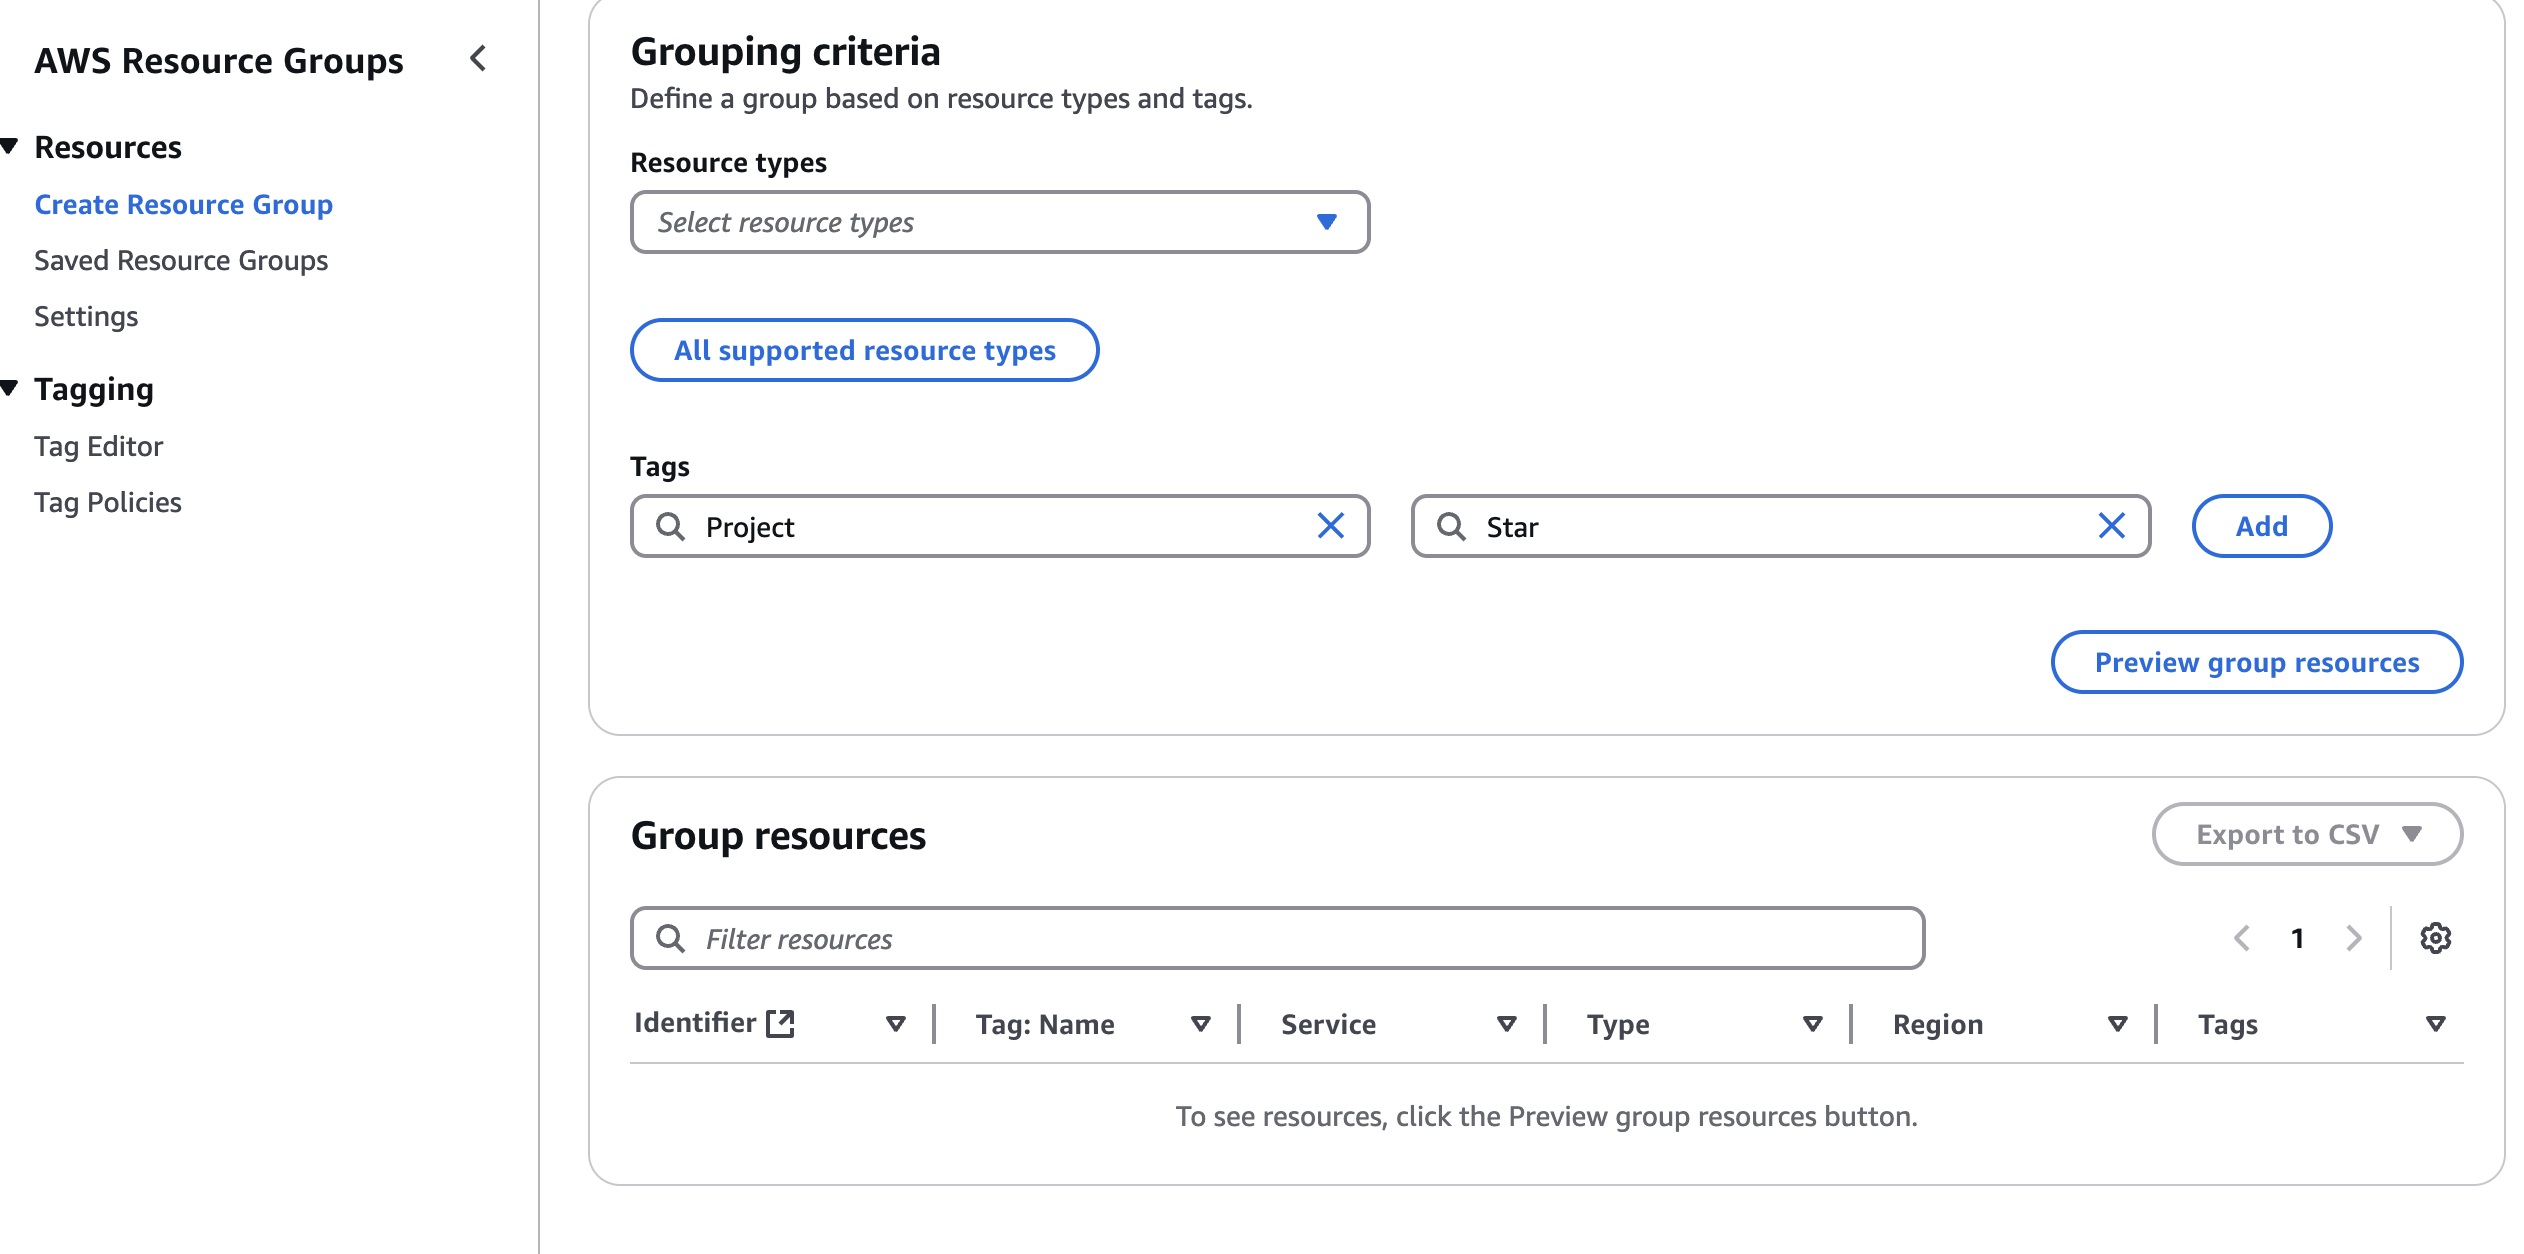 AWS Resource Groups
Resources
Create Resource Group
Saved Resource Groups
Settings
Tagging
Tag Editor
Tag Policies
Grouping criteria
Define a group based on resource types and tags.
Resource types
Select resource types
All supported resource types
Tags
Project
Star
Add
Preview group resources
Group resources
Export to CSV
Filter resources
1
Identifier
Tag: Name
Service
Type
Region
Tags
To see resources, click the Preview group resources button.